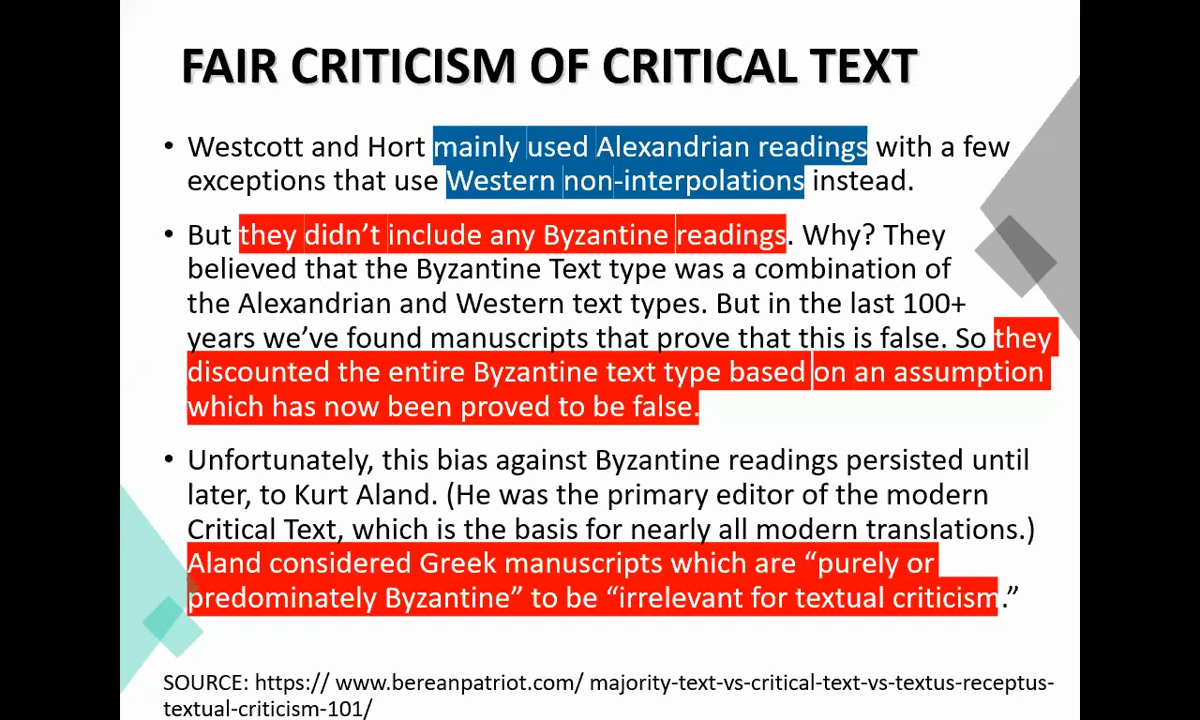 FAIR CRITICISM OF CRITICAL TEXT
• Westcott and Hort mainly used Alexandrian readings with a few
exceptions that use Western non-interpolations instead.
• But they didn’t include any Byzantine readings. Why? They
believed that the Byzantine Text type was a combination of
the Alexandrian and Western text types. But in the last 100+
years we’ve found manuscripts that prove that this is false. So they
discounted the entire Byzantine text type based on an assumption
which has now been proved to be false.
• Unfortunately, this bias against Byzantine readings persisted until
later, to Kurt Aland. (He was the primary editor of the modern
Critical Text, which is the basis for nearly all modern translations.)
Aland considered Greek manuscripts which are “purely or
predominately Byzantine” to be “irrelevant for textual criticism.”
SOURCE: https:// www.bereanpatriot.com/ majority-text-vs-critical-text-vs-textus-receptus-
textual-criticism-101/